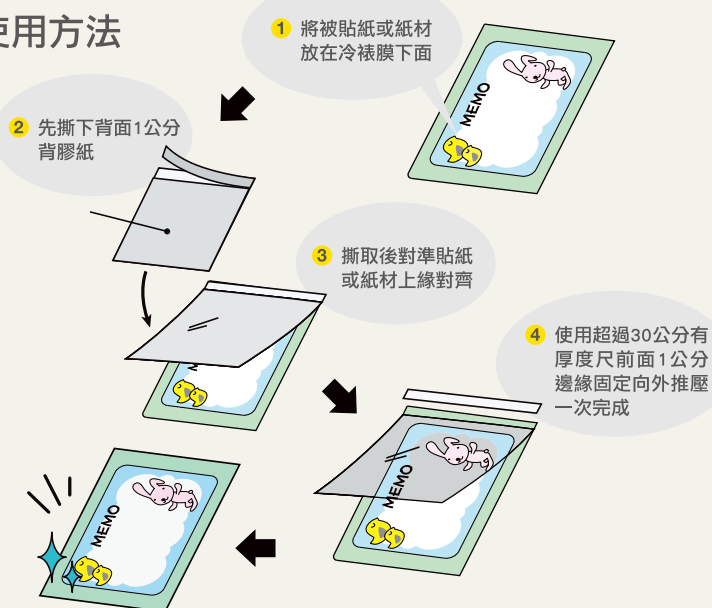 使用方法
1 將被貼紙或紙材
放在冷裱膜下面
MEMO
2 先撕下背面1公分
背膠紙
3 撕取後對準貼紙
或紙材上緣對齊
4 使用超過30公分有
厚度尺前面1公分
邊緣固定向外推壓
一次完成
MEMO
MEMO